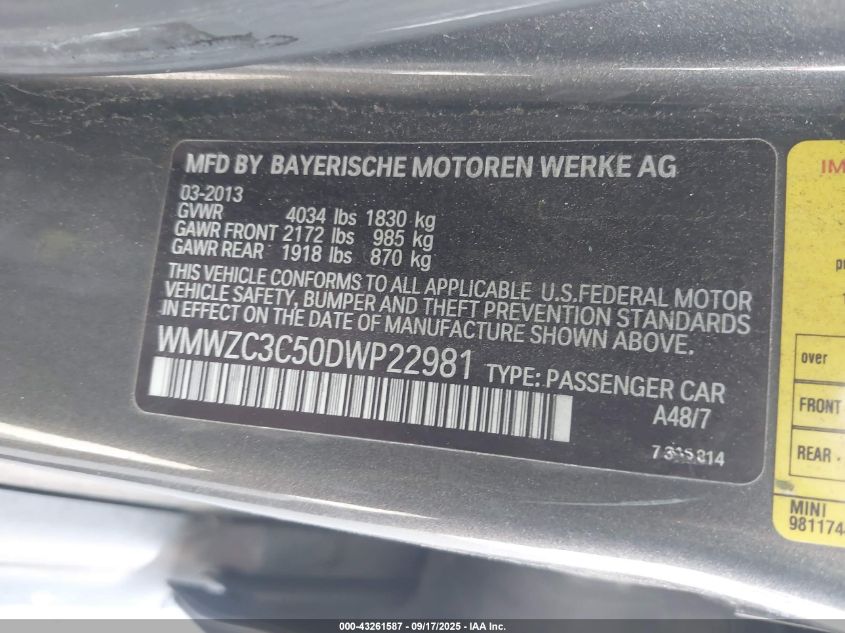 MFD BY BAYERISCHE MOTOREN WERKE AG
03-2013
GVWR 4034 lbs 1830 kg
GAWR FRONT 2172 lbs 985 kg
GAWR REAR 1918 lbs 870 kg
THIS VEHICLE CONFORMS TO ALL APPLICABLE U.S.FEDERAL MOTOR
VEHICLE SAFETY, BUMPER AND THEFT PREVENTION STANDARDS
IN EFFECT ON THE DATE OF MANUFACTURE SHOWN ABOVE.
WMWZC3C50DWP22981 TYPE: PASSENGER CAR
A48/7
IM
over
FRONT
REAR
MINI
981174
000-43261587 - 09/17/2025 - IAA Inc.